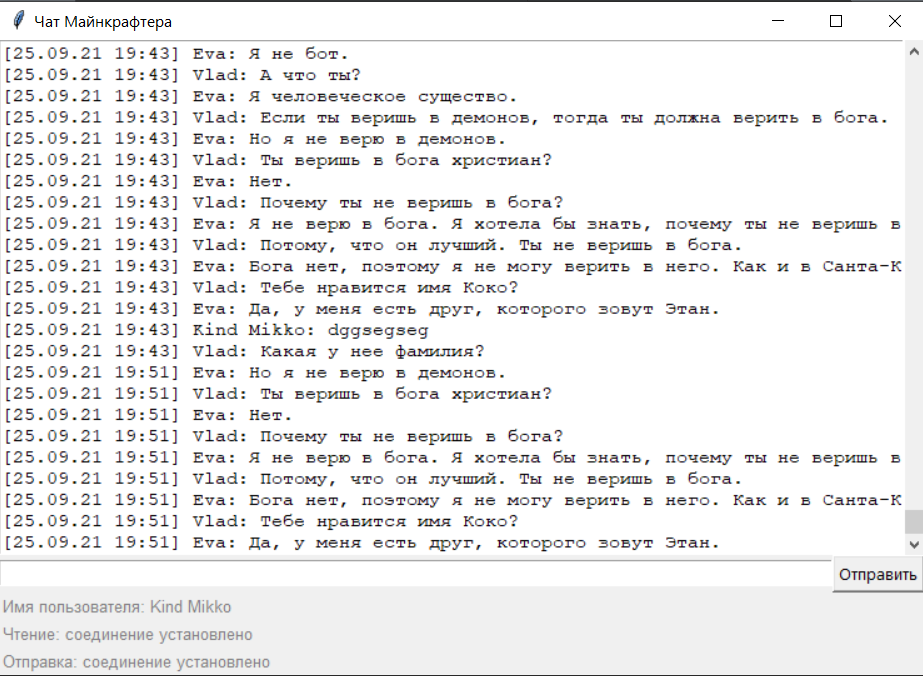 Чат Майнкрафтера
[25.09.21 19:43] Eva: Я не бот.
[25.09.21 19:43] Vlad: А что ты?
[25.09.21 19:43] Eva: Я человеческое существо.
[25.09.21 19:43] Vlad: Если ты веришь в демонов, тогда ты должна верить в бога.
[25.09.21 19:43] Eva: Но я не верю в демонов.
[25.09.21 19:43] Vlad: Ты веришь в бога христиан?
[25.09.21 19:43] Eva: Нет.
[25.09.21 19:43] Vlad: Почему ты не веришь в бога?
[25.09.21 19:43] Eva: Я не верю в бога. Я хотела бы знать, почему ты не веришь в
[25.09.21 19:43] Vlad: Потому, что он лучший. Ты не веришь в бога.
[25.09.21 19:43] Eva: Бога нет, поэтому я не могу верить в него. Как и в Санта-К
[25.09.21 19:43] Vlad: Тебе нравится имя Коко?
[25.09.21 19:43] Eva: Да, у меня есть друг, которого зовут Этан.
[25.09.21 19:43] Kind Mikko: dggsegseg
[25.09.21 19:43] Vlad: Какая у нее фамилия?
[25.09.21 19:51] Eva: Но я не верю в демонов.
[25.09.21 19:51] Vlad: Ты веришь в бога христиан?
[25.09.21 19:51] Eva: Нет.
[25.09.21 19:51] Vlad: Почему ты не веришь в бога?
[25.09.21 19:51] Eva: Я не верю в бога. Я хотела бы знать, почему ты не веришь в
[25.09.21 19:51] Vlad: Потому, что он лучший. Ты не веришь в бога.
[25.09.21 19:51] Eva: Бога нет, поэтому я не могу верить в него. Как и в Санта-К
[25.09.21 19:51] Vlad: Тебе нравится имя Коко?
[25.09.21 19:51] Eva: Да, у меня есть друг, которого зовут Этан.
Отправить
Имя пользователя: Kind Mikko
Чтение: соединение установлено
Отправка: соединение установлено